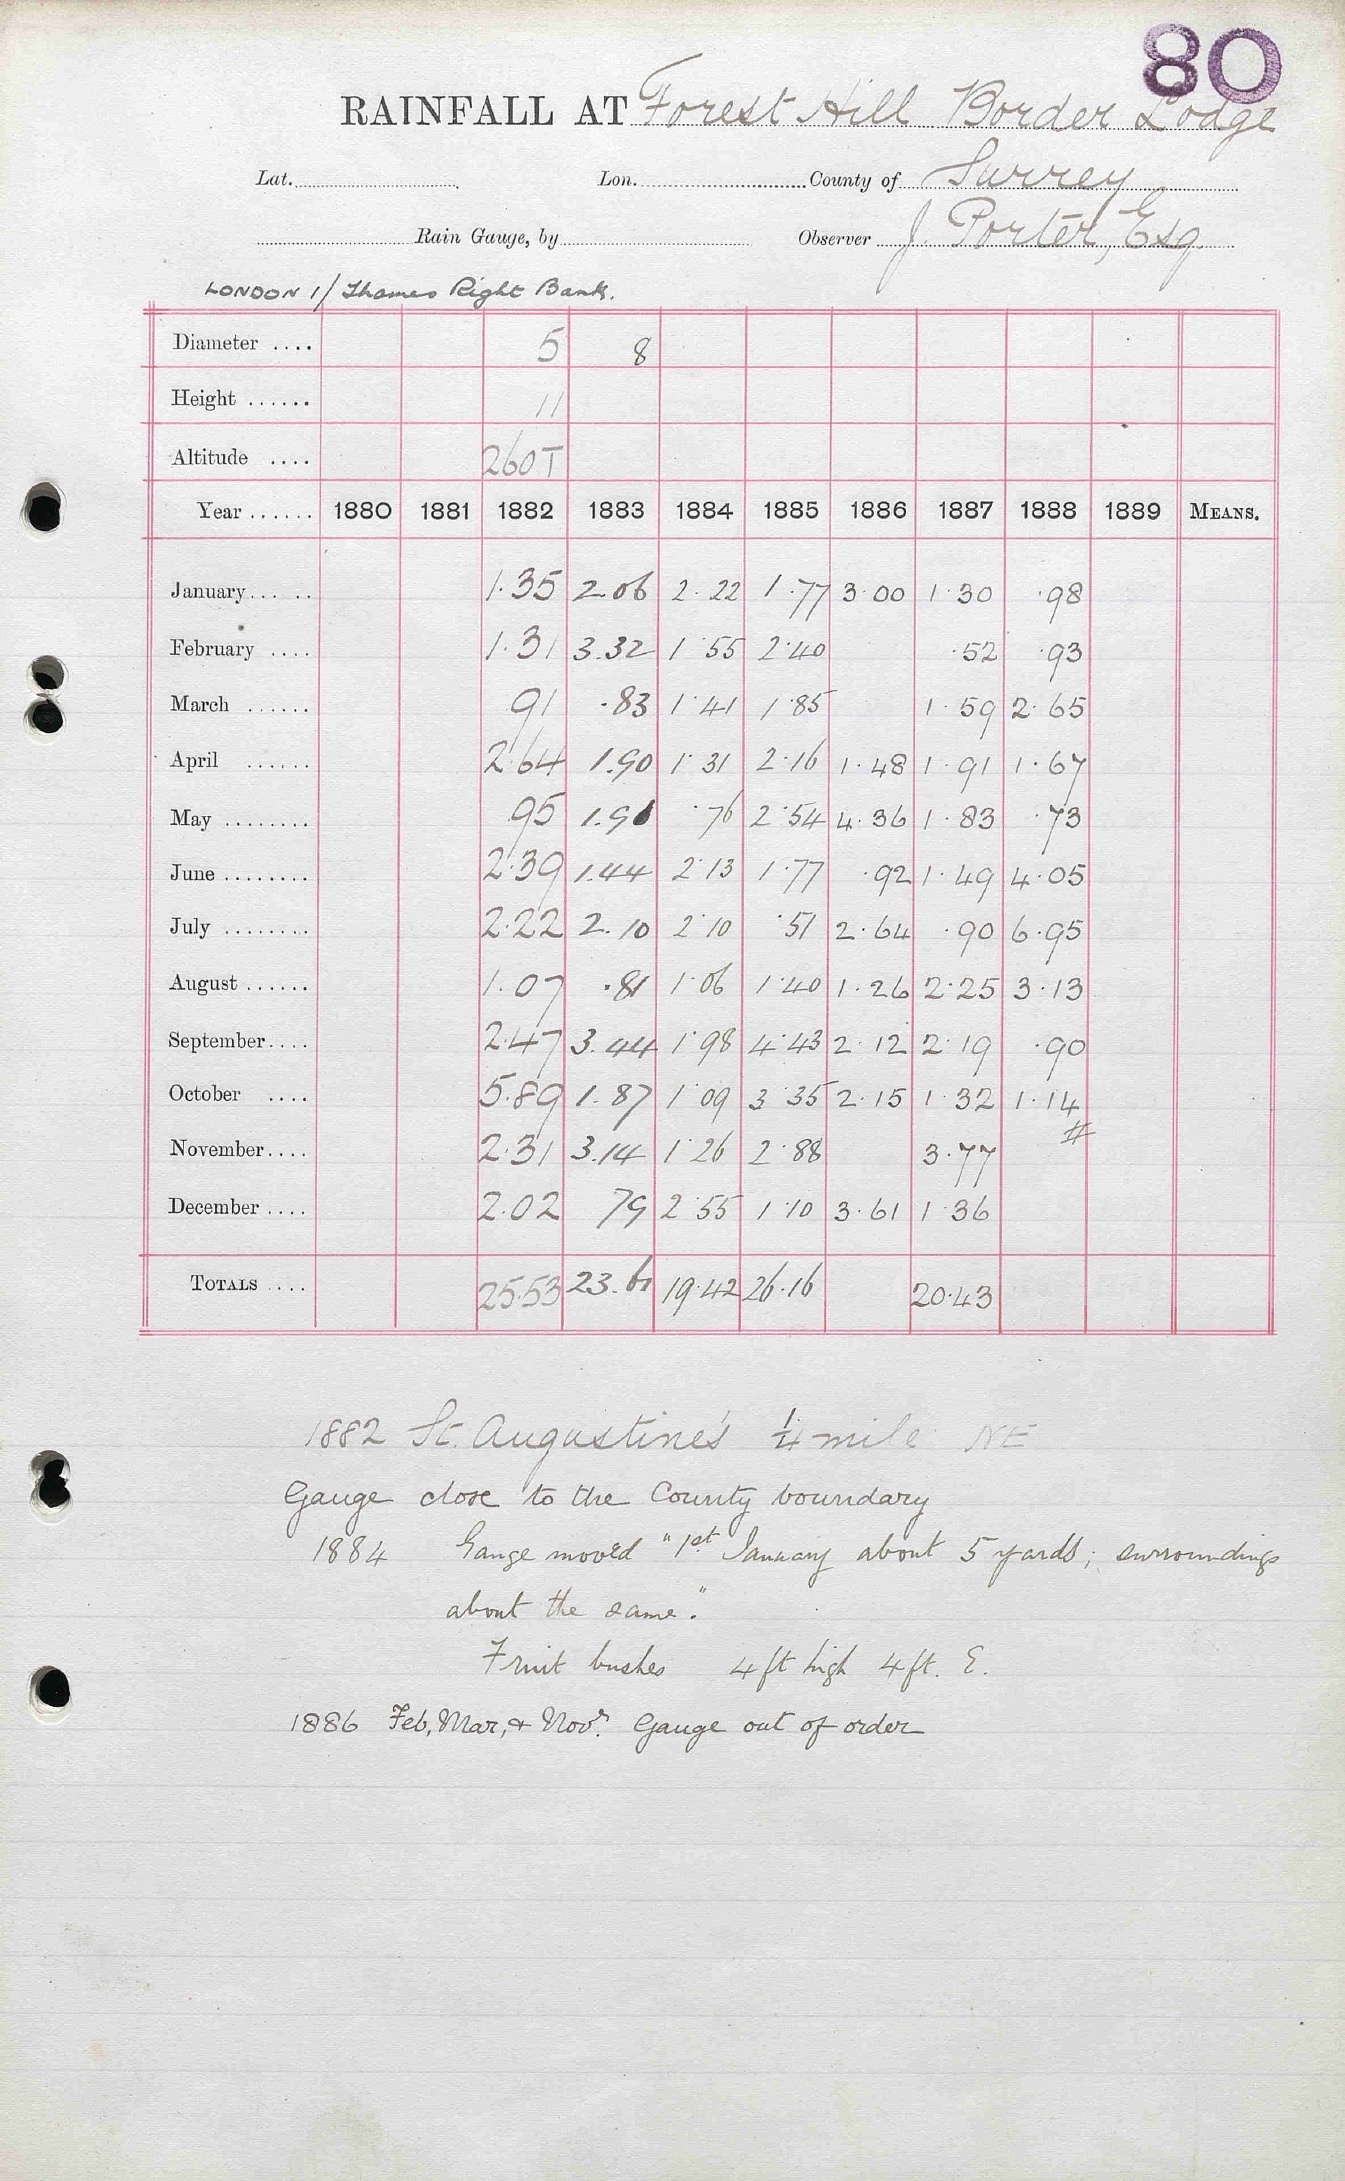 80
RAINFALL AT Forest Hill Border Lodge
Lat. Lon. County of Surrey
Rain Gauge, by Observer J. Porter, Esq
LONDON 1/ Thames Right Bank.
Diameter .... 5 8
Height ...... 11
Altitude .... 260T
Year ...... 1880 1881 1882 1883 1884 1885 1886 1887 1888 1889 MEANS.
January... .. 1.35 2.06 2.22 1.77 3.00 1.30 .98
February .... 1.31 3.32 1.55 2.40 .52 .93
March ...... 91 .83 1.41 1.85 1.59 2.65
April ...... 2.64 1.90 1.31 2.16 1.48 1.91 1.67
May ........ 95 1.91 .76 2.54 4.36 1.83 .73
June ........ 2.39 1.44 2.13 1.77 .92 1.49 4.05
July ........ 2.22 2.10 2.10 .51 2.64 .90 6.95
August ...... 1.07 .81 1.06 1.40 1.26 2.25 3.13
September.... 2.47 3.44 1.98 4.43 2.12 2.19 .90
October .... 5.89 1.87 1.09 3.35 2.15 1.32 1.14
November.... 2.31 3.14 1.26 2.88 3.77 #
December .... 2.02 79 2.55 1.10 3.61 1.36
TOTALS .... 25.53 23.61 19.42 26.16 20.43
1882 St. Augustine's 1/4 mile NE
Gauge close to the County boundary
1884 Gauge moved "1st January about 5 yards; surroundings
about the same."
Fruit bushes 4ft high 4ft. E.
1886 Feb, Mar, & Novr. Gauge out of order